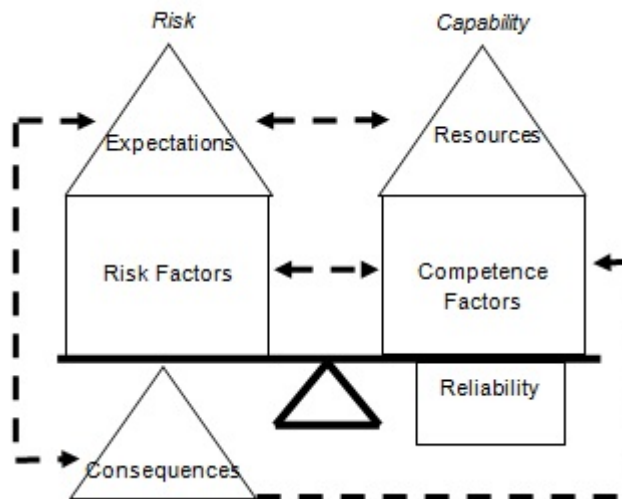 Risk
Capability
Expectations
Resources
Risk Factors
Competence
Factors
Reliability
Consequences